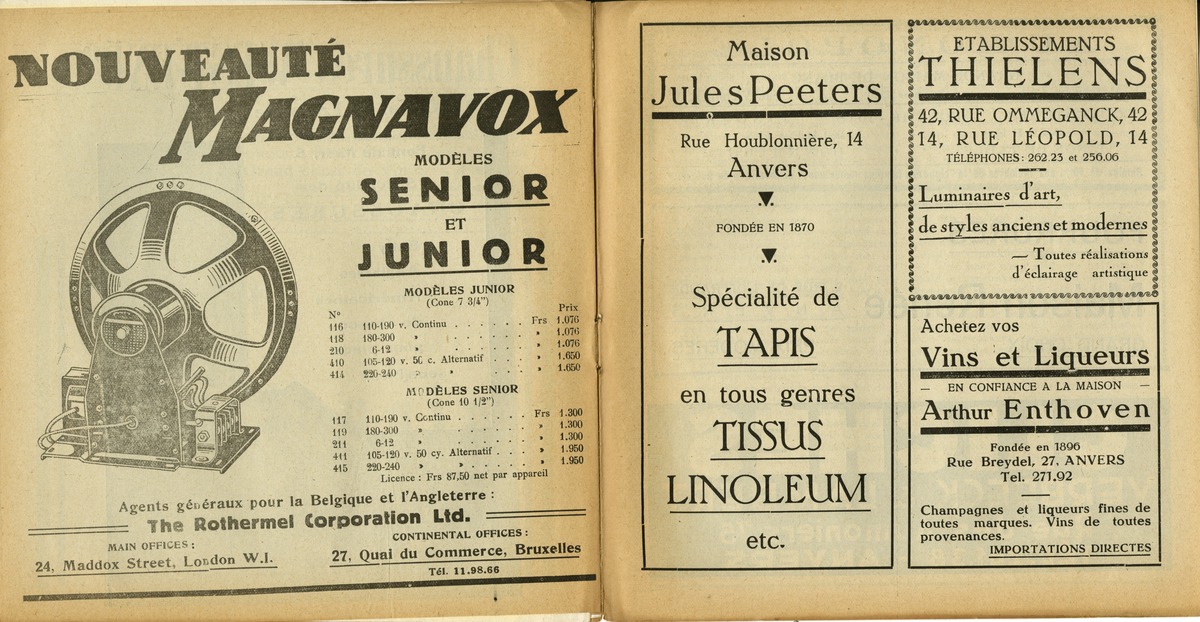 NOUVEAUTÉ
MAGNAVOX
MODÈLES
SENIOR
ET
JUNIOR
MODÈLES JUNIOR
(Cone 7 3/4")
N° Prix
116 110-190 v. Continu . . . . . . Frs 1.076
118 180-300 » . . . . . . » 1.076
210 6-12 » . . . . . . » 1.076
410 105-120 v. 50 c. Alternatif . . . . » 1.650
414 220-240 » » . . . . » 1.650
MODÈLES SENIOR
(Cone 10 1/2")
117 110-190 v. Continu . . . . . . Frs 1.300
119 180-300 » . . . . . . » 1.300
211 6-12 » . . . . . . » 1.300
411 105-120 v. 50 cy. Alternatif . . . . » 1.950
415 220-240 » » . . . . » 1.950
Licence : Frs 87,50 net par appareil
Agents généraux pour la Belgique et l'Angleterre :
The Rothermel Corporation Ltd.
MAIN OFFICES :
24, Maddox Street, London W.I.
CONTINENTAL OFFICES :
27, Quai du Commerce, Bruxelles
Tél. 11.98.66
Maison
Jules Peeters
Rue Houblonnière, 14
Anvers
FONDÉE EN 1870
Spécialité de
TAPIS
en tous genres
TISSUS
LINOLEUM
etc.
ETABLISSEMENTS
THIELENS
42, RUE OMMEGANCK, 42
14, RUE LÉOPOLD, 14
TÉLÉPHONES : 262.23 et 256.06
Luminaires d'art,
de styles anciens et modernes
— Toutes réalisations
d'éclairage artistique
Achetez vos
Vins et Liqueurs
— EN CONFIANCE A LA MAISON —
Arthur Enthoven
Fondée en 1896
Rue Breydel, 27, ANVERS
Tel. 271.92
Champagnes et liqueurs fines de
toutes marques. Vins de toutes
provenances.
IMPORTATIONS DIRECTES